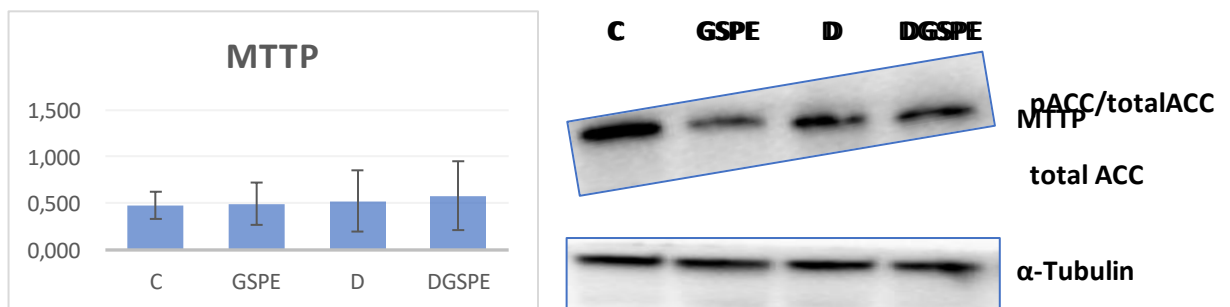 MTTP
1,500
1,000
0,500
0,000
C GSPE D DGSPE
C GSPE D DGSPE
pACC/totalACC
MTTP
total ACC
α-Tubulin